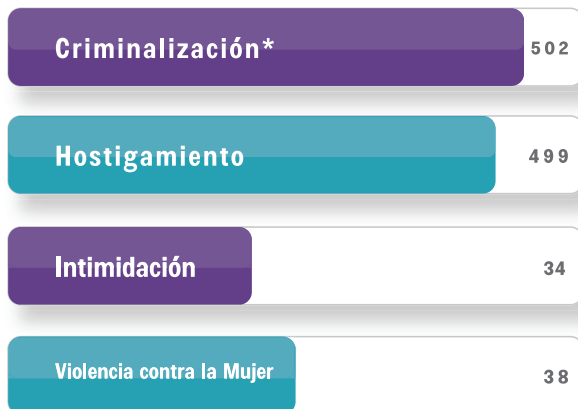 Criminalización* 502
Hostigamiento 499
Intimidación 34
Violencia contra la Mujer 38